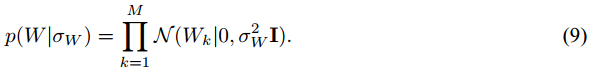 p(W|σ_W) = ∏_{k=1}^{M} 𝒩(W_k|0, σ_W^2 𝐈). (9)